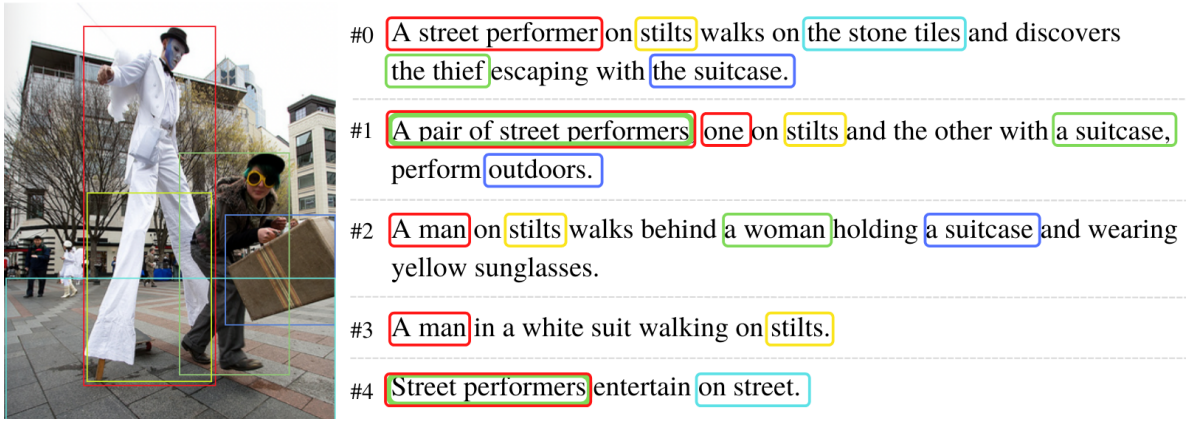 #0 A street performer on stilts walks on the stone tiles and discovers
the thief escaping with the suitcase.
#1 A pair of street performers one on stilts and the other with a suitcase,
perform outdoors.
#2 A man on stilts walks behind a woman holding a suitcase and wearing
yellow sunglasses.
#3 A man in a white suit walking on stilts.
#4 Street performers entertain on street.